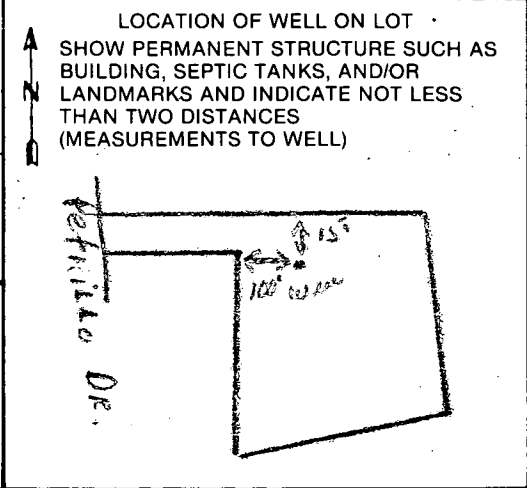 LOCATION OF WELL ON LOT
N
SHOW PERMANENT STRUCTURE SUCH AS
BUILDING, SEPTIC TANKS, AND/OR
LANDMARKS AND INDICATE NOT LESS
THAN TWO DISTANCES
(MEASUREMENTS TO WELL)
15'
100' well
Dr.